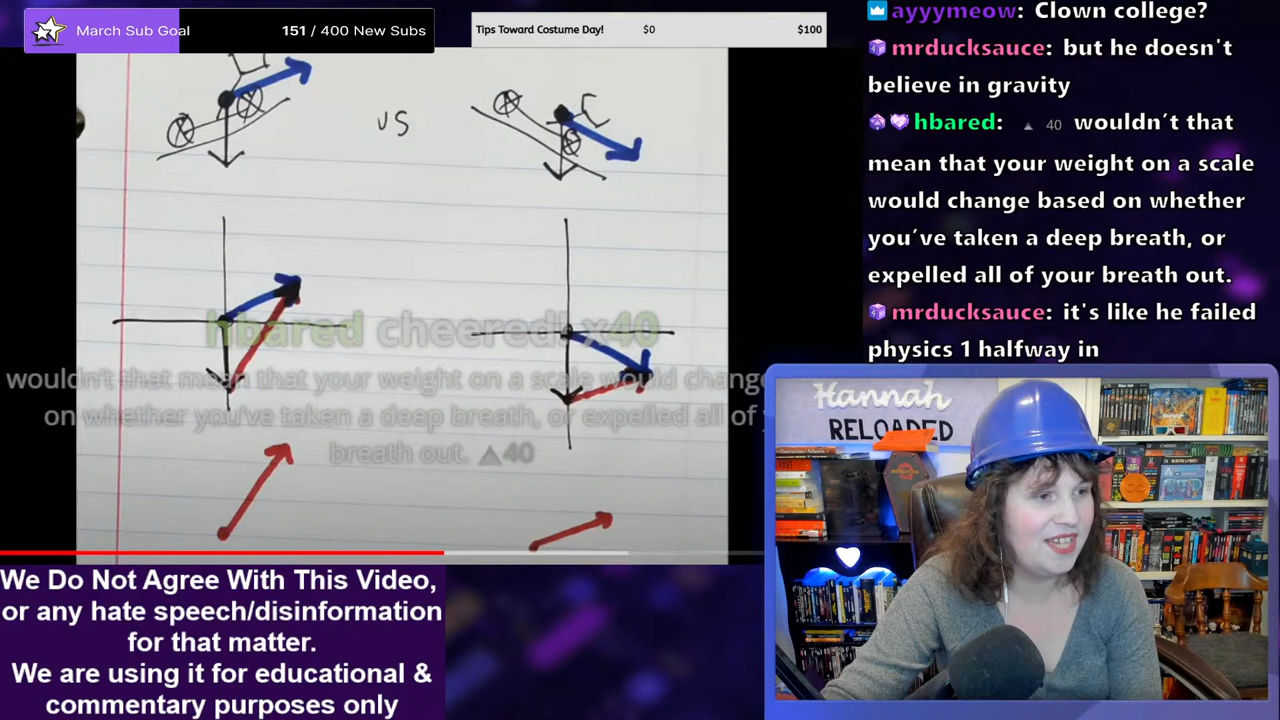 March Sub Goal
151 / 400 New Subs
Tips Toward Costume Day!
$0
$100
vs
hbared cheered! x40
wouldn't that mean that your weight on a scale would change
on whether you've taken a deep breath, or expelled all of y
breath out. ▲40
We Do Not Agree With This Video,
or any hate speech/disinformation
for that matter.
We are using it for educational &
commentary purposes only
ayyymeow: Clown college?
mrducksauce: but he doesn't
believe in gravity
hbared: ▲ 40 wouldn't that
mean that your weight on a scale
would change based on whether
you've taken a deep breath, or
expelled all of your breath out.
mrducksauce: it's like he failed
physics 1 halfway in
Hannah
RELOADED